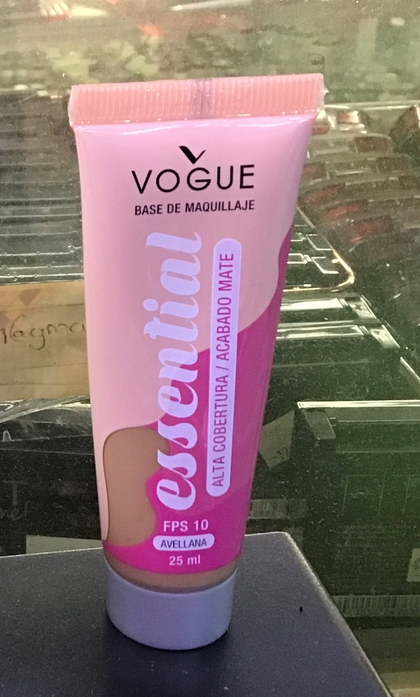 VOGUE
BASE DE MAQUILLAJE
essential
ALTA COBERTURA / ACABADO MATE
FPS 10
AVELLANA
25 ml